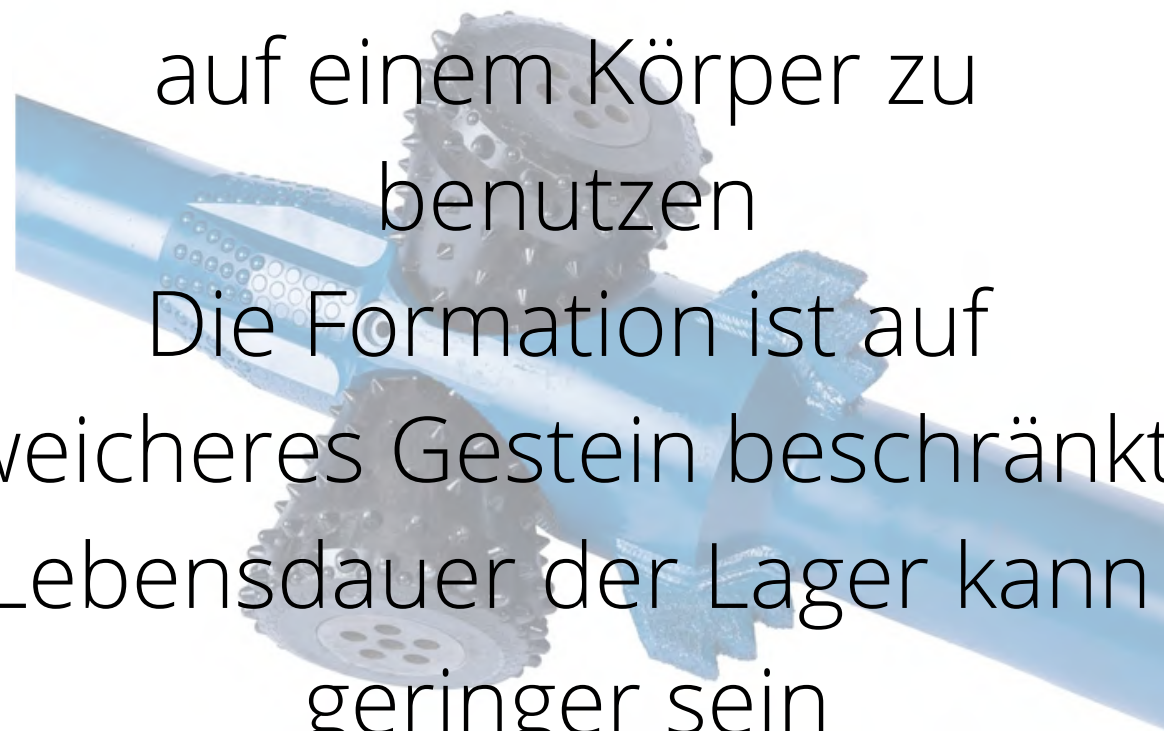 auf einem Körper zu
benutzen
Die Formation ist auf
weicheres Gestein beschränkt
Lebensdauer der Lager kann
geringer sein